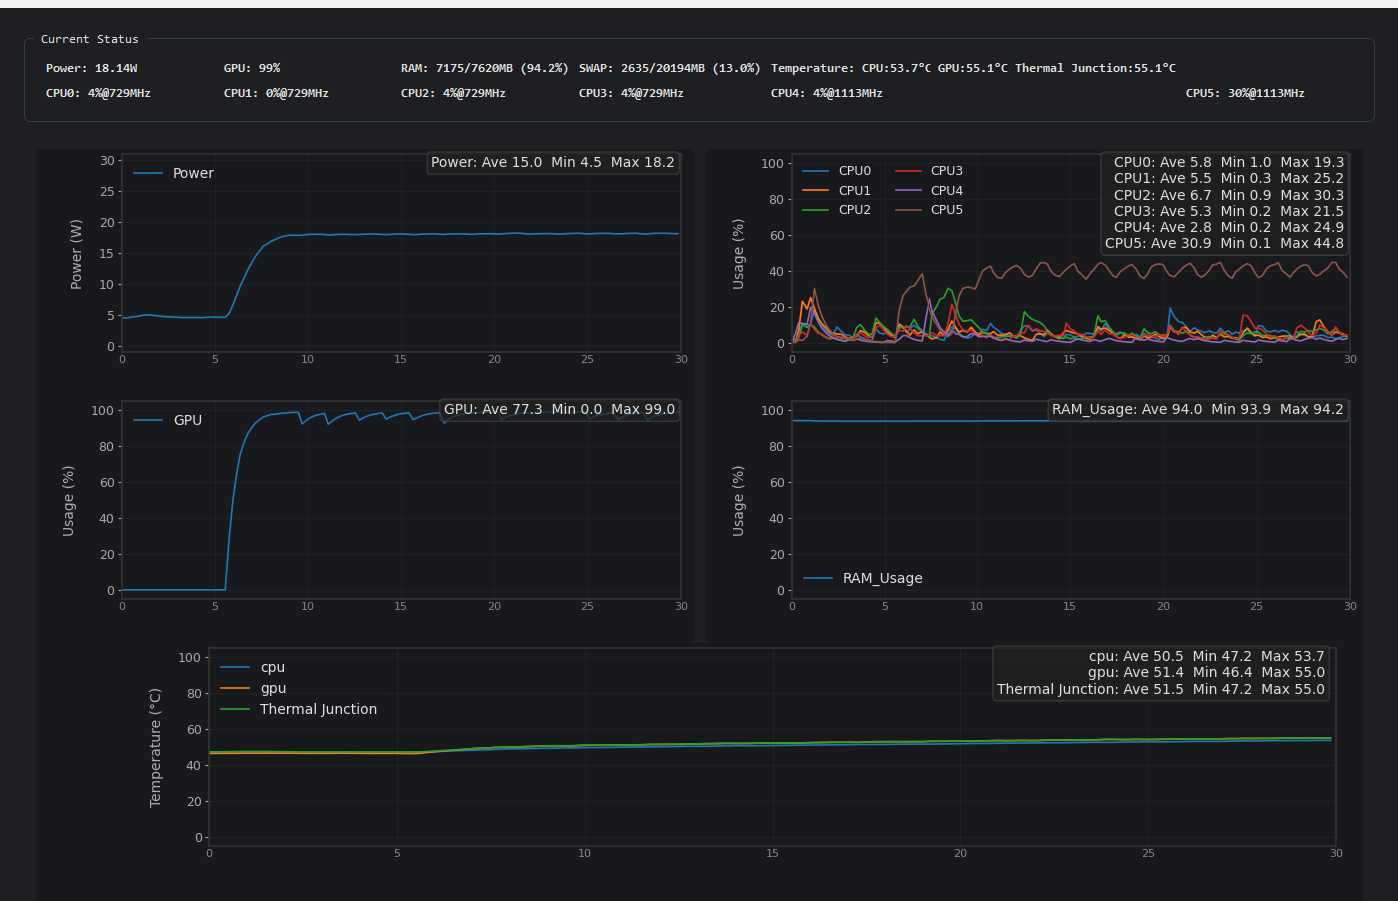 Current Status
Power: 18.14W GPU: 99% RAM: 7175/7620MB (94.2%) SWAP: 2635/20194MB (13.0%) Temperature: CPU:53.7°C GPU:55.1°C Thermal Junction:55.1°C
CPU0: 4%@729MHz CPU1: 0%@729MHz CPU2: 4%@729MHz CPU3: 4%@729MHz CPU4: 4%@1113MHz CPU5: 30%@1113MHz
Power: Ave 15.0 Min 4.5 Max 18.2
Power
Power (W)
30
25
20
15
10
5
0
0 5 10 15 20 25 30
CPU0: Ave 5.8 Min 1.0 Max 19.3
CPU1: Ave 5.5 Min 0.3 Max 25.2
CPU2: Ave 6.7 Min 0.9 Max 30.3
CPU3: Ave 5.3 Min 0.2 Max 21.5
CPU4: Ave 2.8 Min 0.2 Max 24.9
CPU5: Ave 30.9 Min 0.1 Max 44.8
CPU0 CPU3
CPU1 CPU4
CPU2 CPU5
Usage (%)
100
80
60
40
20
0
0 5 10 15 20 25 30
GPU: Ave 77.3 Min 0.0 Max 99.0
GPU
Usage (%)
100
80
60
40
20
0
0 5 10 15 20 25 30
RAM_Usage: Ave 94.0 Min 93.9 Max 94.2
Usage (%)
100
80
60
40
20
0
RAM_Usage
0 5 10 15 20 25 30
cpu: Ave 50.5 Min 47.2 Max 53.7
gpu: Ave 51.4 Min 46.4 Max 55.0
Thermal Junction: Ave 51.5 Min 47.2 Max 55.0
cpu
gpu
Thermal Junction
Temperature (°C)
100
80
60
40
20
0
0 5 10 15 20 25 30